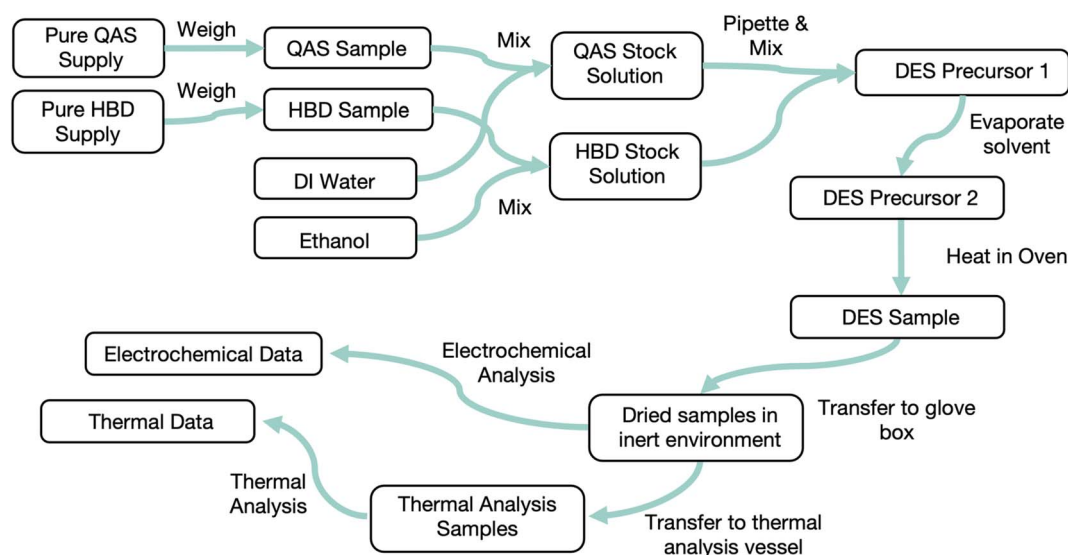 Pure QAS
Supply
Weigh
QAS Sample
Mix
QAS Stock
Solution
Pipette &
Mix
DES Precursor 1
Pure HBD
Supply
Weigh
HBD Sample
HBD Stock
Solution
Evaporate
solvent
DI Water
Mix
Ethanol
DES Precursor 2
Heat in Oven
DES Sample
Electrochemical Data
Electrochemical
Analysis
Thermal Data
Dried samples in
inert environment
Transfer to glove
box
Thermal
Analysis
Thermal Analysis
Samples
Transfer to thermal
analysis vessel